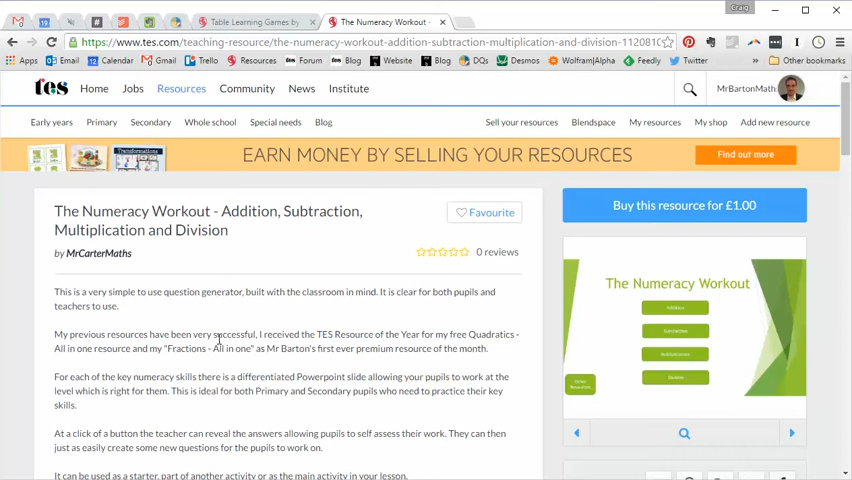 Craig
M
19
#
Table Learning Games by
The Numeracy Workout -
https://www.tes.com/teaching-resource/the-numeracy-workout-addition-subtraction-multiplication-and-division-1120810
Apps Outlook Email 12 Calendar Gmail Trello Resources Forum Blog Website Blog DQs Desmos Wolfram|Alpha Feedly Twitter Other bookmarks
tes Home Jobs Resources Community News Institute MrBartonMath
Early years Primary Secondary Whole school Special needs Blog Sell your resources Blendspace My resources My shop Add new resource
EARN MONEY BY SELLING YOUR RESOURCES Find out more
The Numeracy Workout - Addition, Subtraction,
Multiplication and Division
Favourite
by MrCarterMaths
0 reviews
This is a very simple to use question generator, built with the classroom in mind. It is clear for both pupils and
teachers to use.
My previous resources have been very successful, I received the TES Resource of the Year for my free Quadratics -
All in one resource and my "Fractions - All in one" as Mr Barton's first ever premium resource of the month.
For each of the key numeracy skills there is a differentiated Powerpoint slide allowing your pupils to work at the
level which is right for them. This is ideal for both Primary and Secondary pupils who need to practice their key
skills.
At a click of a button the teacher can reveal the answers allowing pupils to self assess their work. They can then
just as easily create some new questions for the pupils to work on.
It can be used as a starter, part of another activity or as the main activity in your lesson.
Buy this resource for £1.00
The Numeracy Workout
Addition
Subtraction
Multiplication
Division
Other
Resources